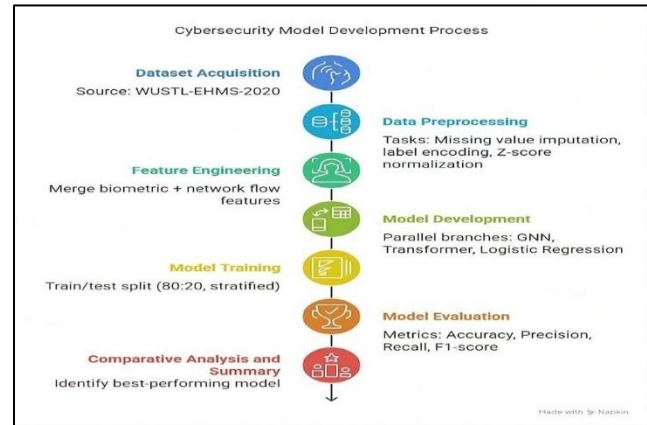 Cybersecurity Model Development Process
Dataset Acquisition
Source: WUSTL-EHMS-2020
Data Preprocessing
Tasks: Missing value imputation,
label encoding, Z-score
normalization
Feature Engineering
Merge biometric + network flow
features
Model Development
Parallel branches: GNN,
Transformer, Logistic Regression
Model Training
Train/test split (80:20, stratified)
Model Evaluation
Metrics: Accuracy, Precision,
Recall, F1-score
Comparative Analysis and
Summary
Identify best-performing model
Made with Napkin